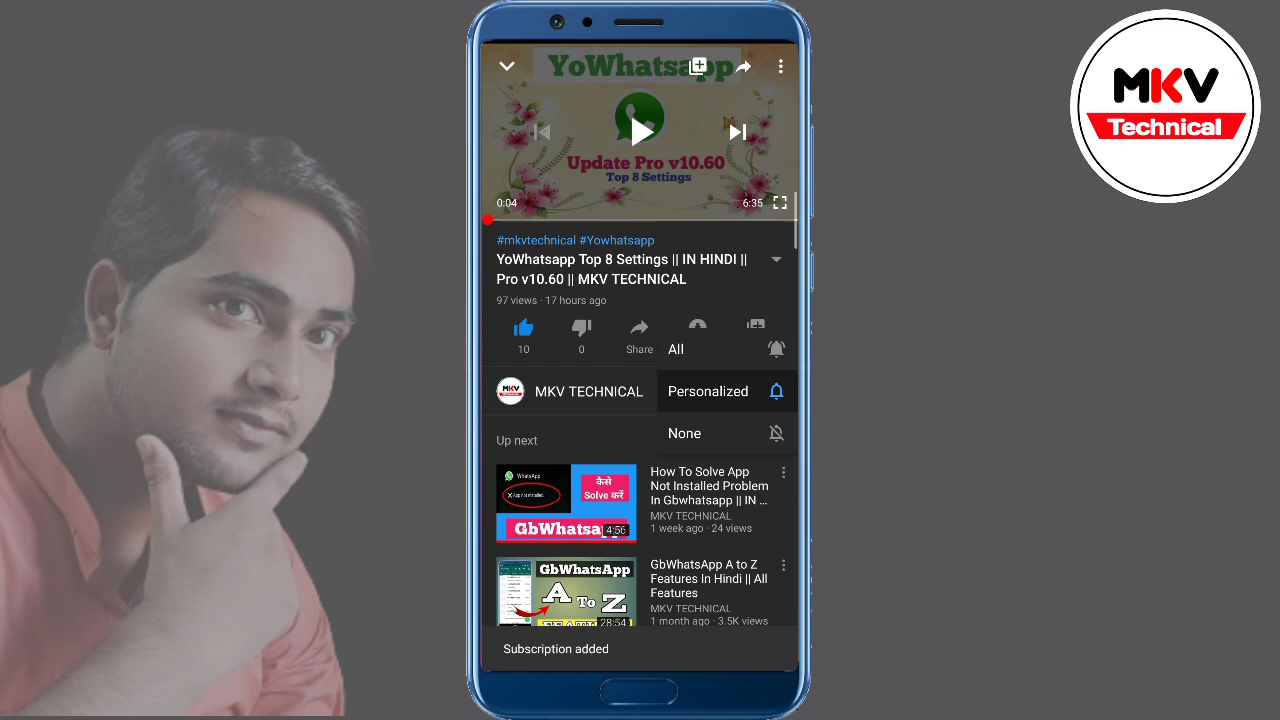 YoWhatsapp
Update Pro v10.60
Top 8 Settings
0:04
6:35
#mkvtechnical #Yowhatsapp
YoWhatsapp Top 8 Settings || IN HINDI ||
Pro v10.60 || MKV TECHNICAL
97 views · 17 hours ago
10
0
Share
All
MKV
MKV TECHNICAL
Personalized
None
Up next
WhatsApp
X App not installed.
कैसे
Solve करें
GbWhatsa
4:56
How To Solve App
Not Installed Problem
In Gbwhatsapp || IN ...
MKV TECHNICAL
1 week ago · 24 views
GbWhatsApp
A To Z
28:54
GbWhatsApp A to Z
Features In Hindi || All
Features
MKV TECHNICAL
1 month ago · 3.5K views
Subscription added
MKV
Technical